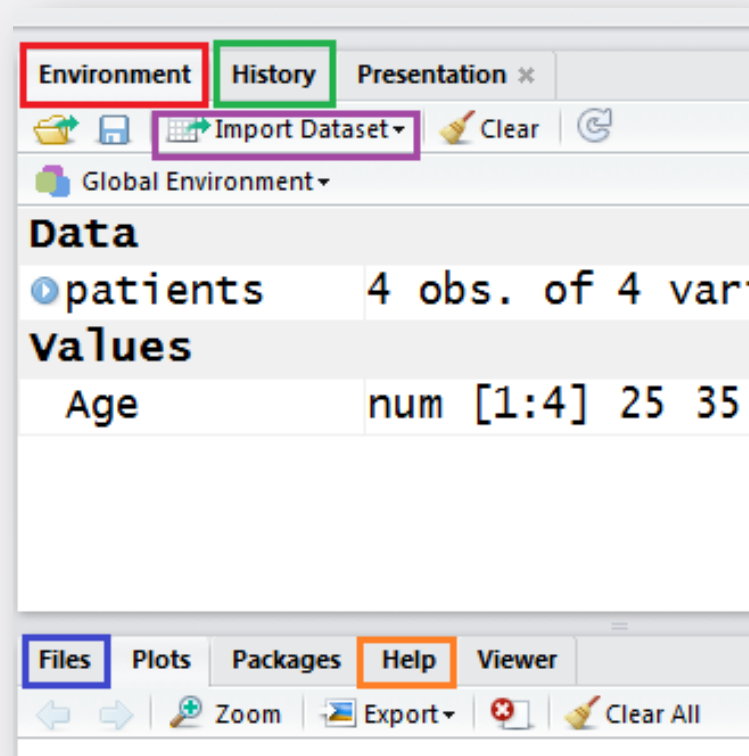 Environment History Presentation
Import Dataset Clear
Global Environment
Data
patients 4 obs. of 4
Values
Age num [1:4] 25 35
Files Plots Packages Help Viewer
Zoom Export Clear All